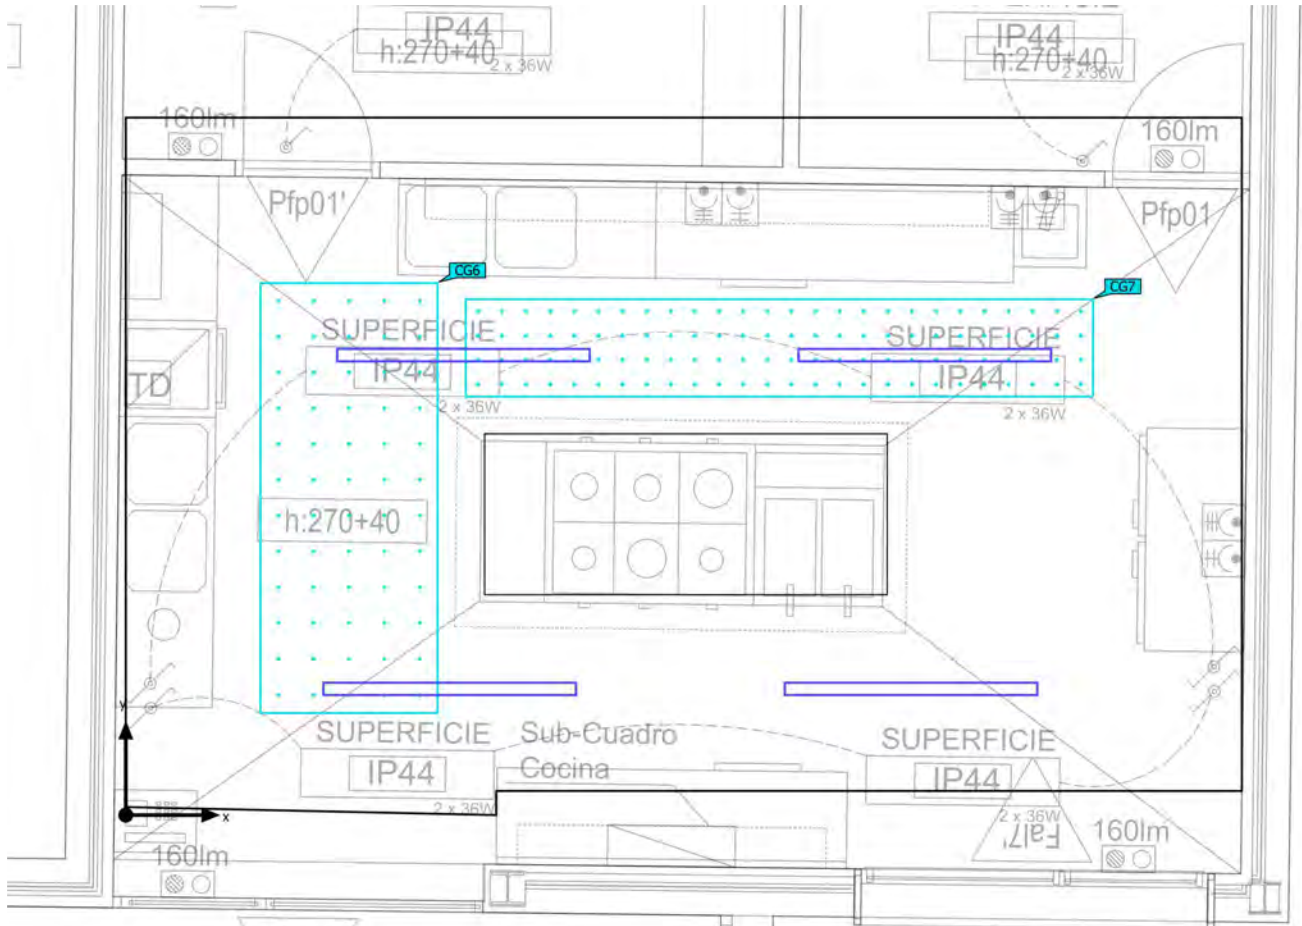 SUPERFICIE
IP44
IP44
h:270+40
h:270+40
2 x 36W
2 x 36W
160lm
160lm
Pfp01'
Pfp01
CG6
CG7
SUPERFICIE
SUPERFICIE
IP44
IP44
TD
2 x 36W
2 x 36W
h:270+40
y
SUPERFICIE
Sub-Cuadro
SUPERFICIE
Cocina
IP44
IP44
2 x 36W
2 x 36W
x
Fal7'
160lm
160lm